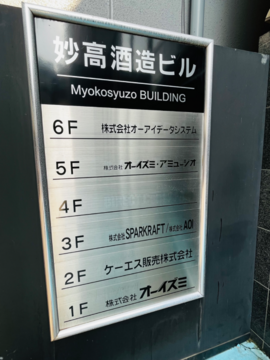 妙高酒造ビル
Myokosyuzo BUILDING
6F 株式会社オーアイデータシステム
5F 株式会社 オーイズミ・アミュージオ
4F
3F 株式会社SPARKRAFT/株式会社AOI
2F ケーエス販売株式会社
1F 株式会社 オーイズミ